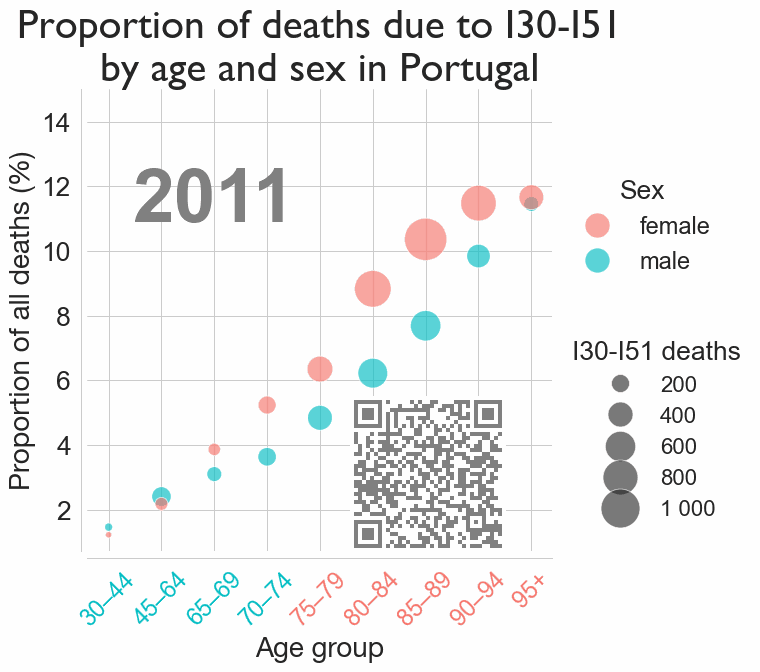 Proportion of deaths due to I30-I51
by age and sex in Portugal
14
12
10
8
6
4
2
Proportion of all deaths (%)
2011
Sex
female
male
I30-I51 deaths
200
400
600
800
1 000
30–44
45–64
65–69
70–74
75–79
80–84
85–89
90–94
95+
Age group